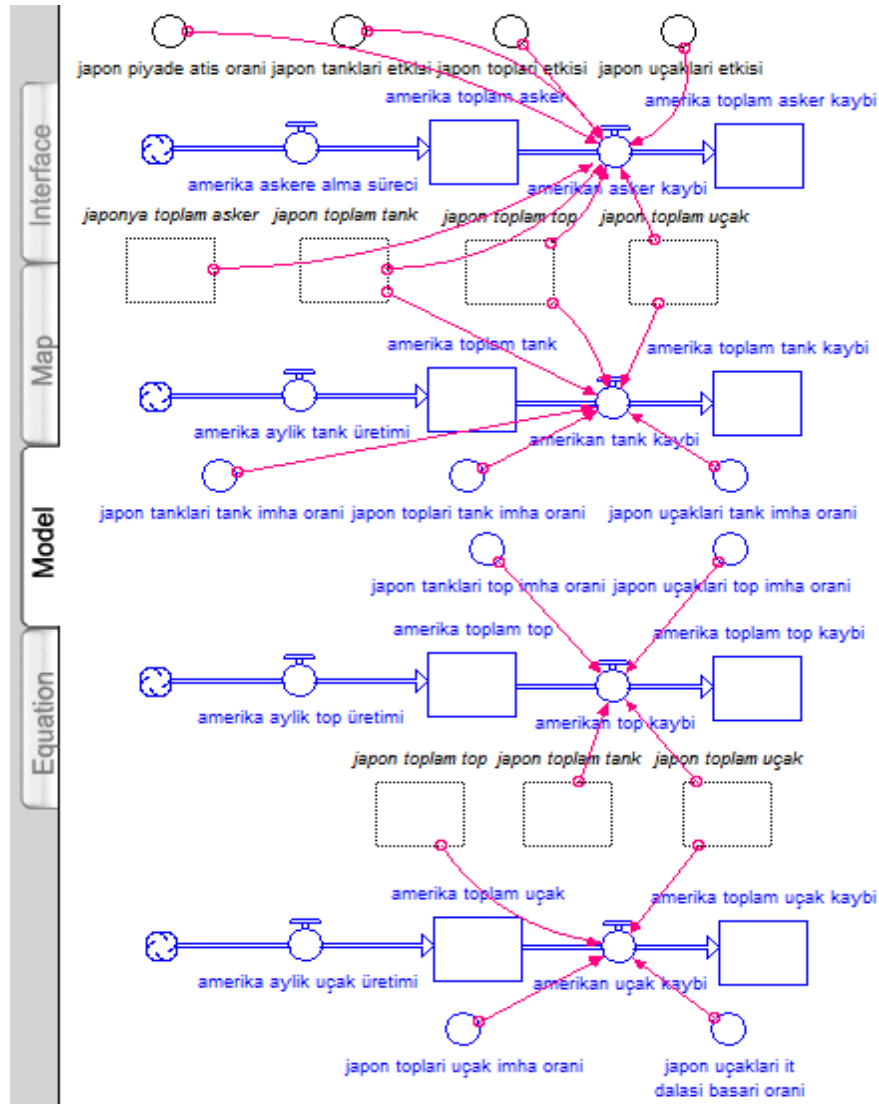 japon piyade atis orani japon tanklari etkisi japon toplari etkisi japon uçaklari etkisi
amerika toplam asker amerika toplam asker kaybi
Interface
amerika askere alma süreci amerikan asker kaybi
japonya toplam asker japon toplam tank japon toplam top japon toplam uçak
Map
amerika toplam tank amerika toplam tank kaybi
amerika aylik tank üretimi amerikan tank kaybi
japon tanklari tank imha orani japon toplari tank imha orani japon uçaklari tank imha orani
Model
japon tanklari top imha orani japon uçaklari top imha orani
amerika toplam top amerika toplam top kaybi
Equation
amerika aylik top üretimi amerikan top kaybi
japon toplam top japon toplam tank japon toplam uçak
amerika toplam uçak amerika toplam uçak kaybi
amerika aylik uçak üretimi amerikan uçak kaybi
japon toplari uçak imha orani japon uçaklari it
dalasi basari orani